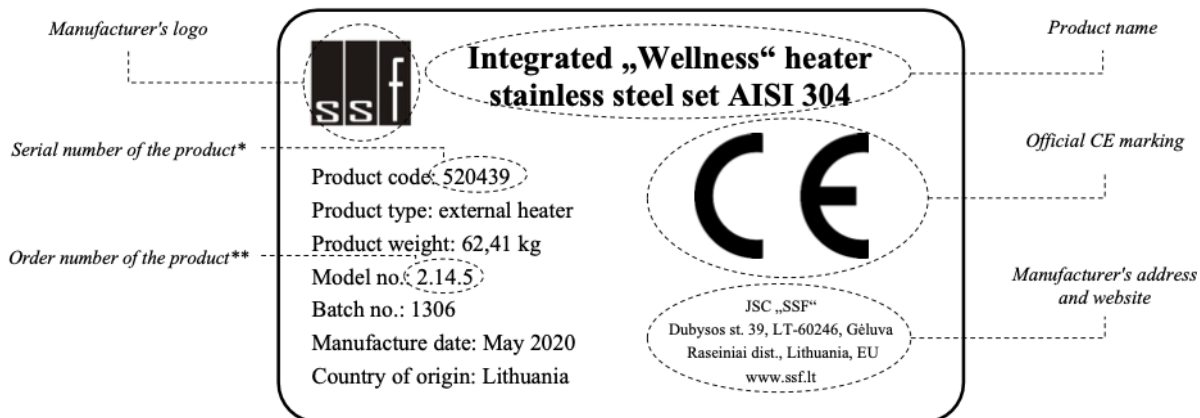 Manufacturer's logo
Product name
ssf
Integrated „Wellness“ heater
stainless steel set AISI 304
Serial number of the product*
Official CE marking
CE
Product code: 520439
Product type: external heater
Product weight: 62,41 kg
Order number of the product**
Model no.: 2.14.5
Batch no.: 1306
Manufacture date: May 2020
Country of origin: Lithuania
Manufacturer's address
and website
JSC „SSF“
Dubysos st. 39, LT-60246, Gėluva
Raseiniai dist., Lithuania, EU
www.ssf.lt